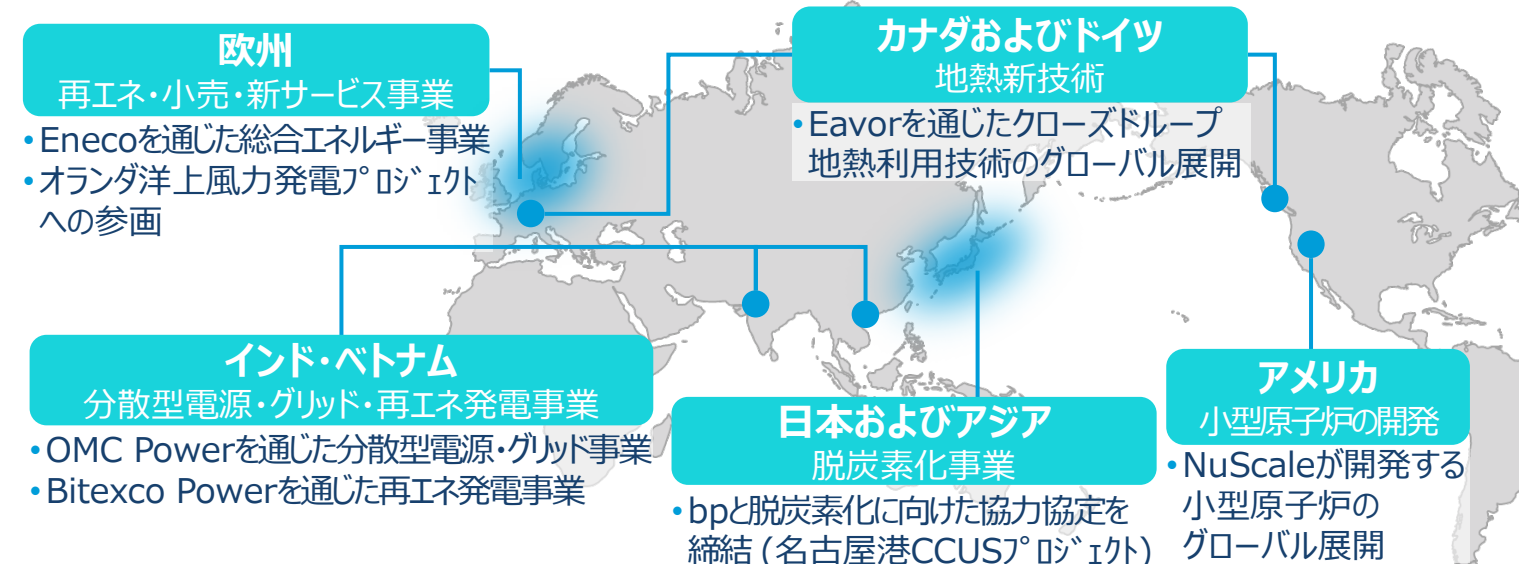 欧州
再エネ・小売・新サービス事業
•Enecoを通じた総合エネルギー事業
•オランダ洋上風力発電ﾌﾟﾛｼﾞｪｸﾄ
への参画
カナダおよびドイツ
地熱新技術
•Eavorを通じたクローズドループ
地熱利用技術のグローバル展開
インド・ベトナム
分散型電源・グリッド・再エネ発電事業
•OMC Powerを通じた分散型電源・グリッド事業
•Bitexco Powerを通じた再エネ発電事業
日本およびアジア
脱炭素化事業
•bpと脱炭素化に向けた協力協定を
締結(名古屋港CCUSﾌﾟﾛｼﾞｪｸﾄ)
アメリカ
小型原子炉の開発
•NuScaleが開発する
小型原子炉の
グローバル展開